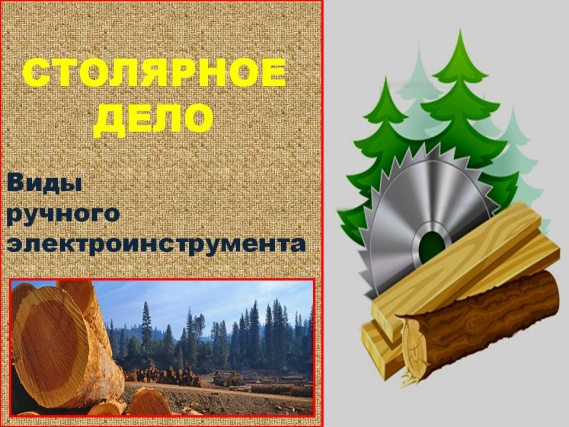 СТОЛЯРНОЕ
ДЕЛО
Виды
ручного
электроинструмента